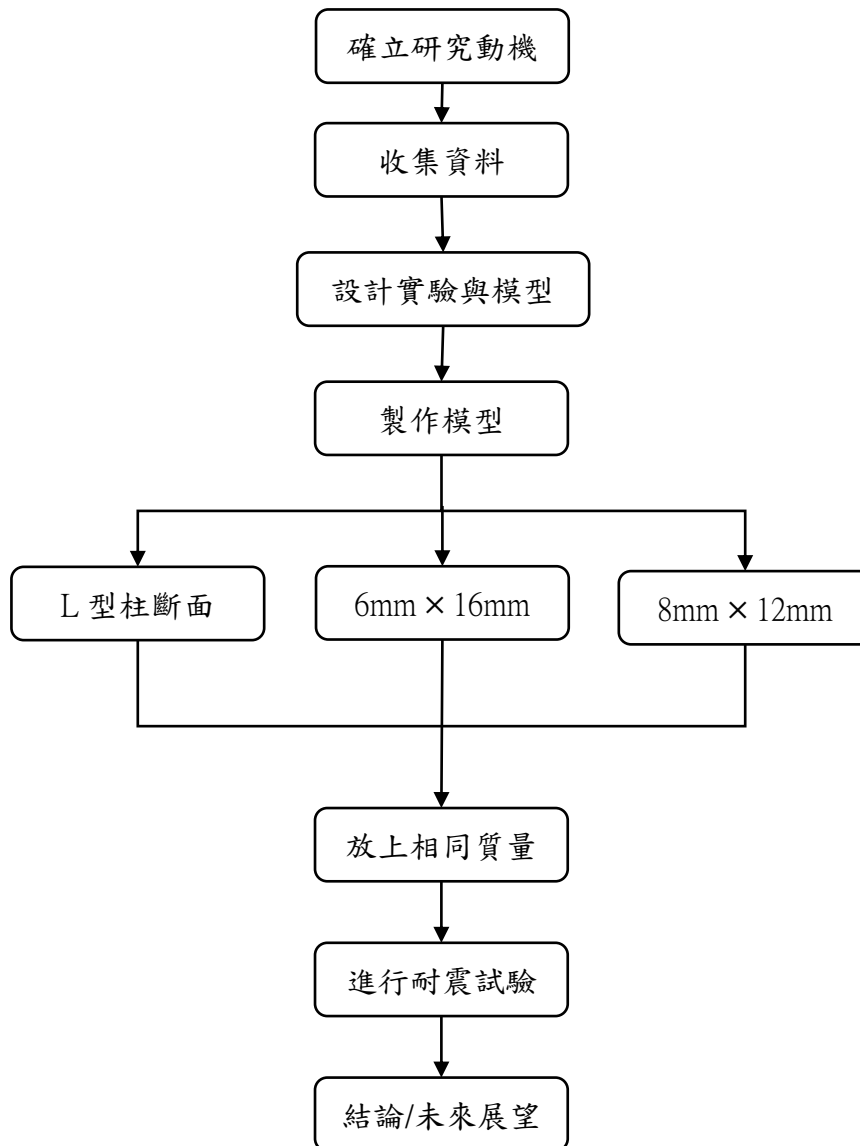 確立研究動機
收集資料
設計實驗與模型
製作模型
L 型柱斷面
6mm × 16mm
8mm × 12mm
放上相同質量
進行耐震試驗
結論/未來展望